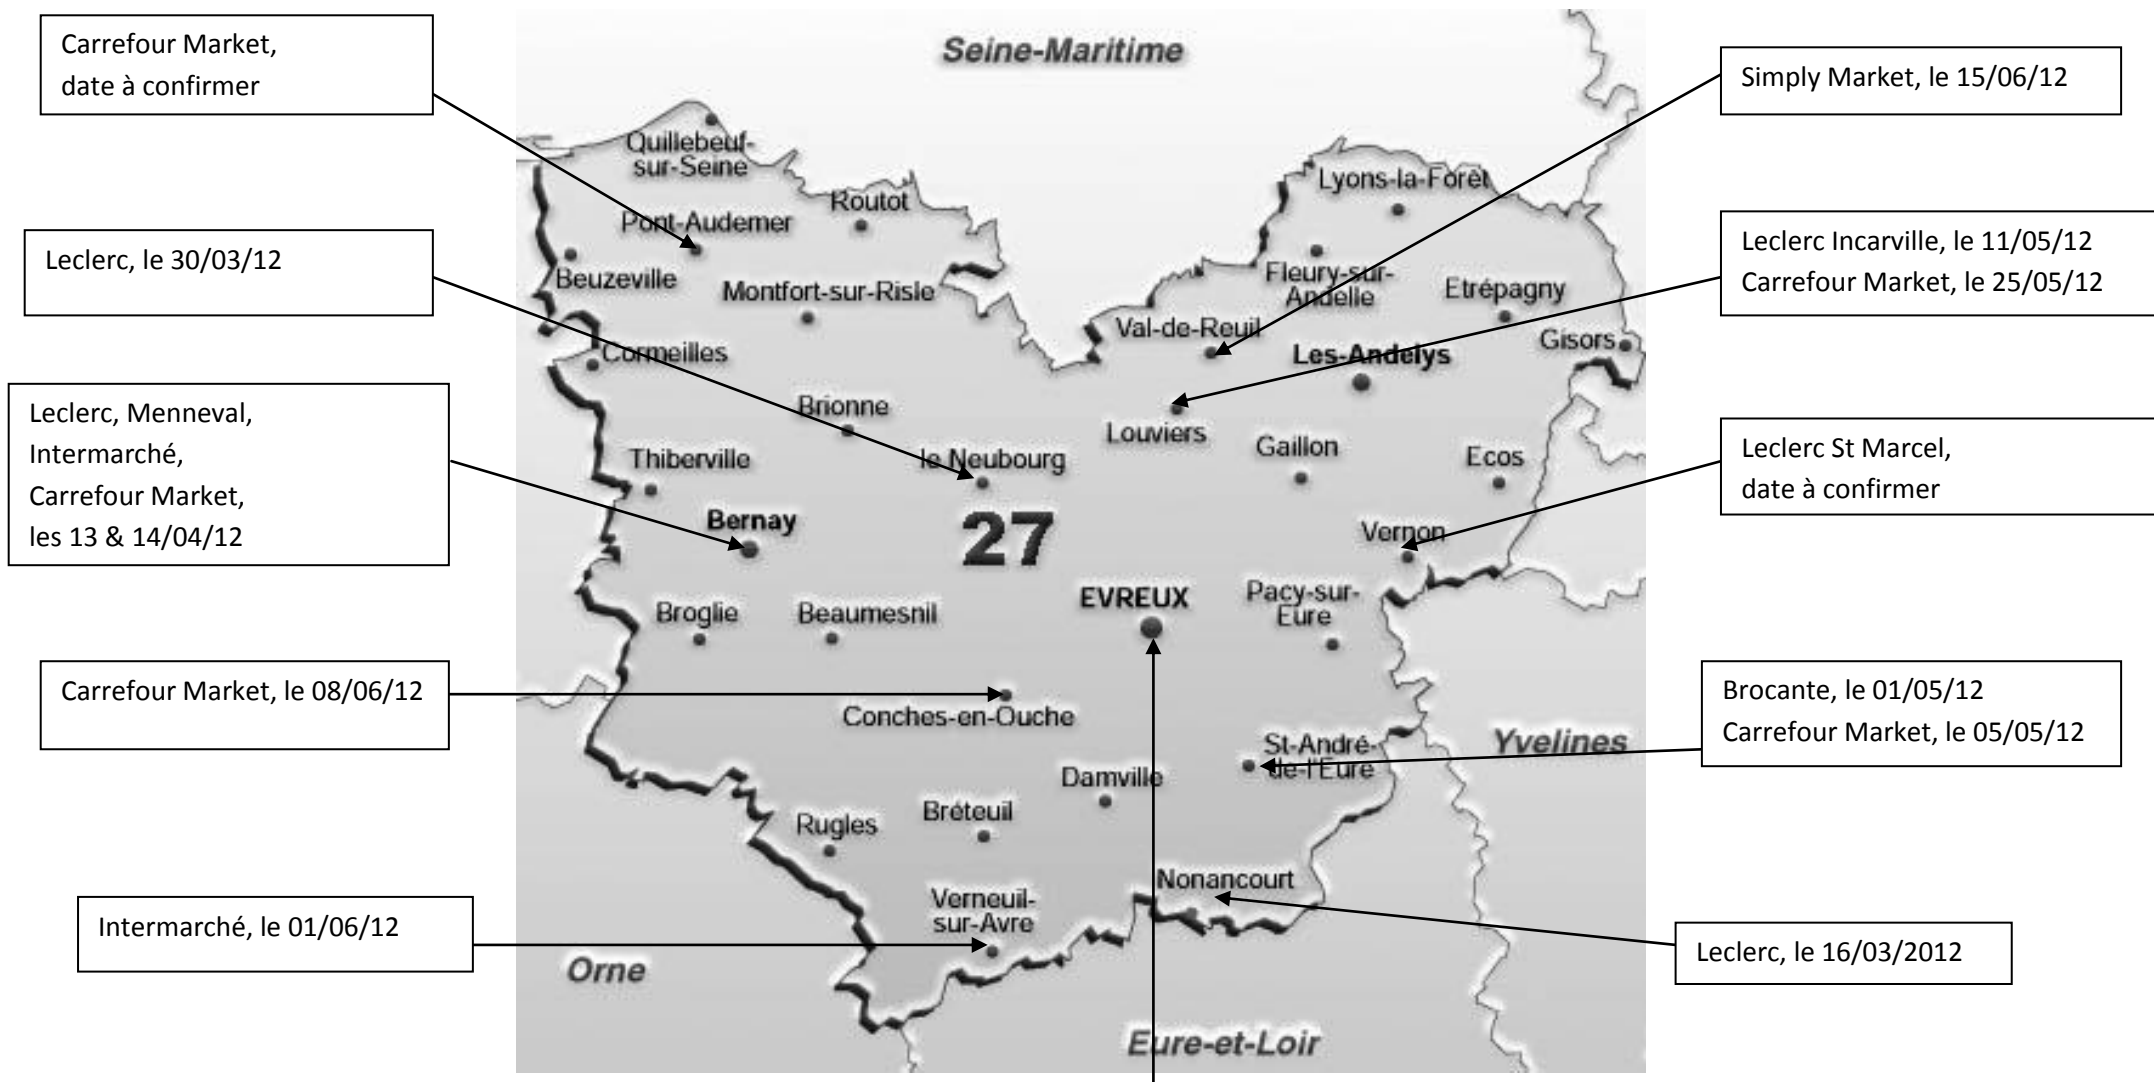 Carrefour Market,
date à confirmer
Leclerc, le 30/03/12
Leclerc, Menneval,
Intermarché,
Carrefour Market,
les 13 & 14/04/12
Carrefour Market, le 08/06/12
Intermarché, le 01/06/12
Seine-Maritime
Quillebeuf-
sur-Seine
Routot
Pont-Audemer
Beuzeville
Montfort-sur-Risle
Cormeilles
Brionne
Thiberville
le Neubourg
Bernay
27
Broglie
Beaumesnil
EVREUX
Conches-en-Ouche
Damville
Bréteuil
Rugles
Verneuil-
sur-Avre
Orne
Lyons-la-Forêt
Fleury-sur-
Andelle
Etrépagny
Val-de-Reuil
Gisors
Les-Andelys
Louviers
Gaillon
Ecos
Vernon
Pacy-sur-
Eure
St-André-
de-l'Eure
Yvelines
Nonancourt
Eure-et-Loir
Simply Market, le 15/06/12
Leclerc Incarville, le 11/05/12
Carrefour Market, le 25/05/12
Leclerc St Marcel,
date à confirmer
Brocante, le 01/05/12
Carrefour Market, le 05/05/12
Leclerc, le 16/03/2012